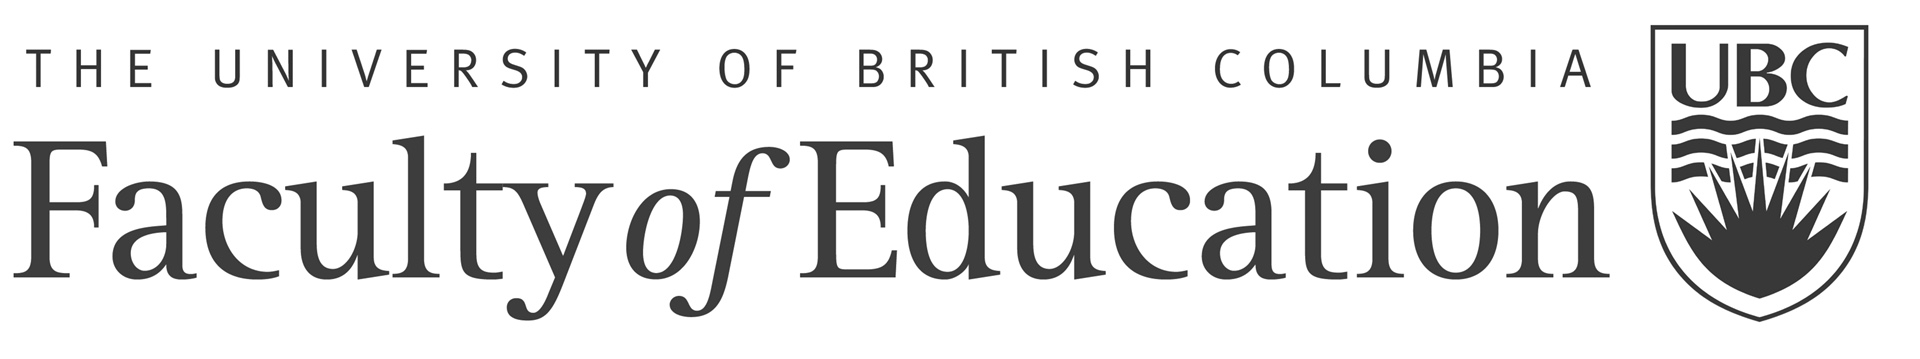 THE UNIVERSITY OF BRITISH COLUMBIA
Faculty of Education
UBC